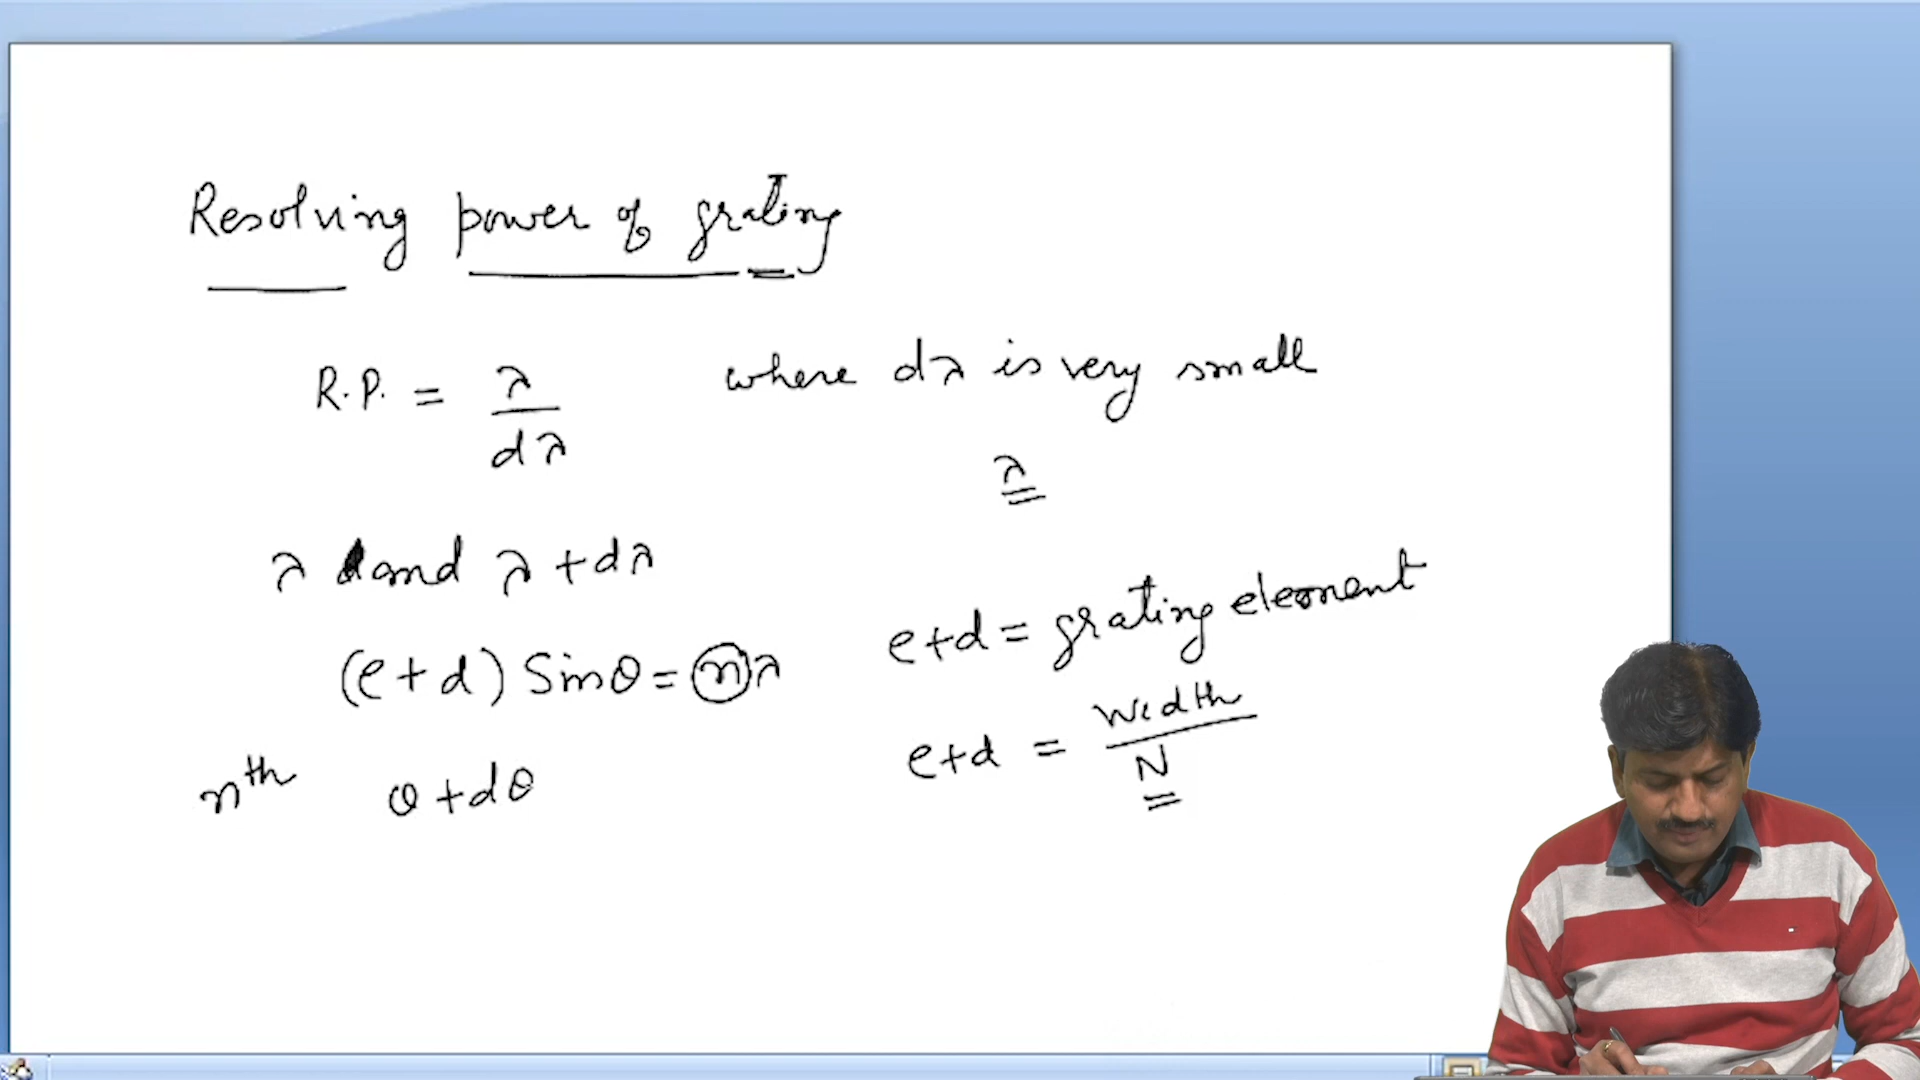 Resolving power of grating
R.P. = λ / dλ where dλ is very small
λ
λ and λ + dλ
e+d = grating element
(e+d) Sinθ = nλ
e+d = Width / N
nth θ + dθ